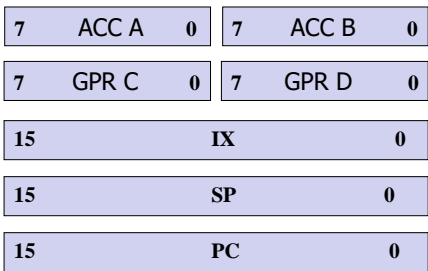 7 ACC A 0 7 ACC B 0
7 GPR C 0 7 GPR D 0
15 IX 0
15 SP 0
15 PC 0